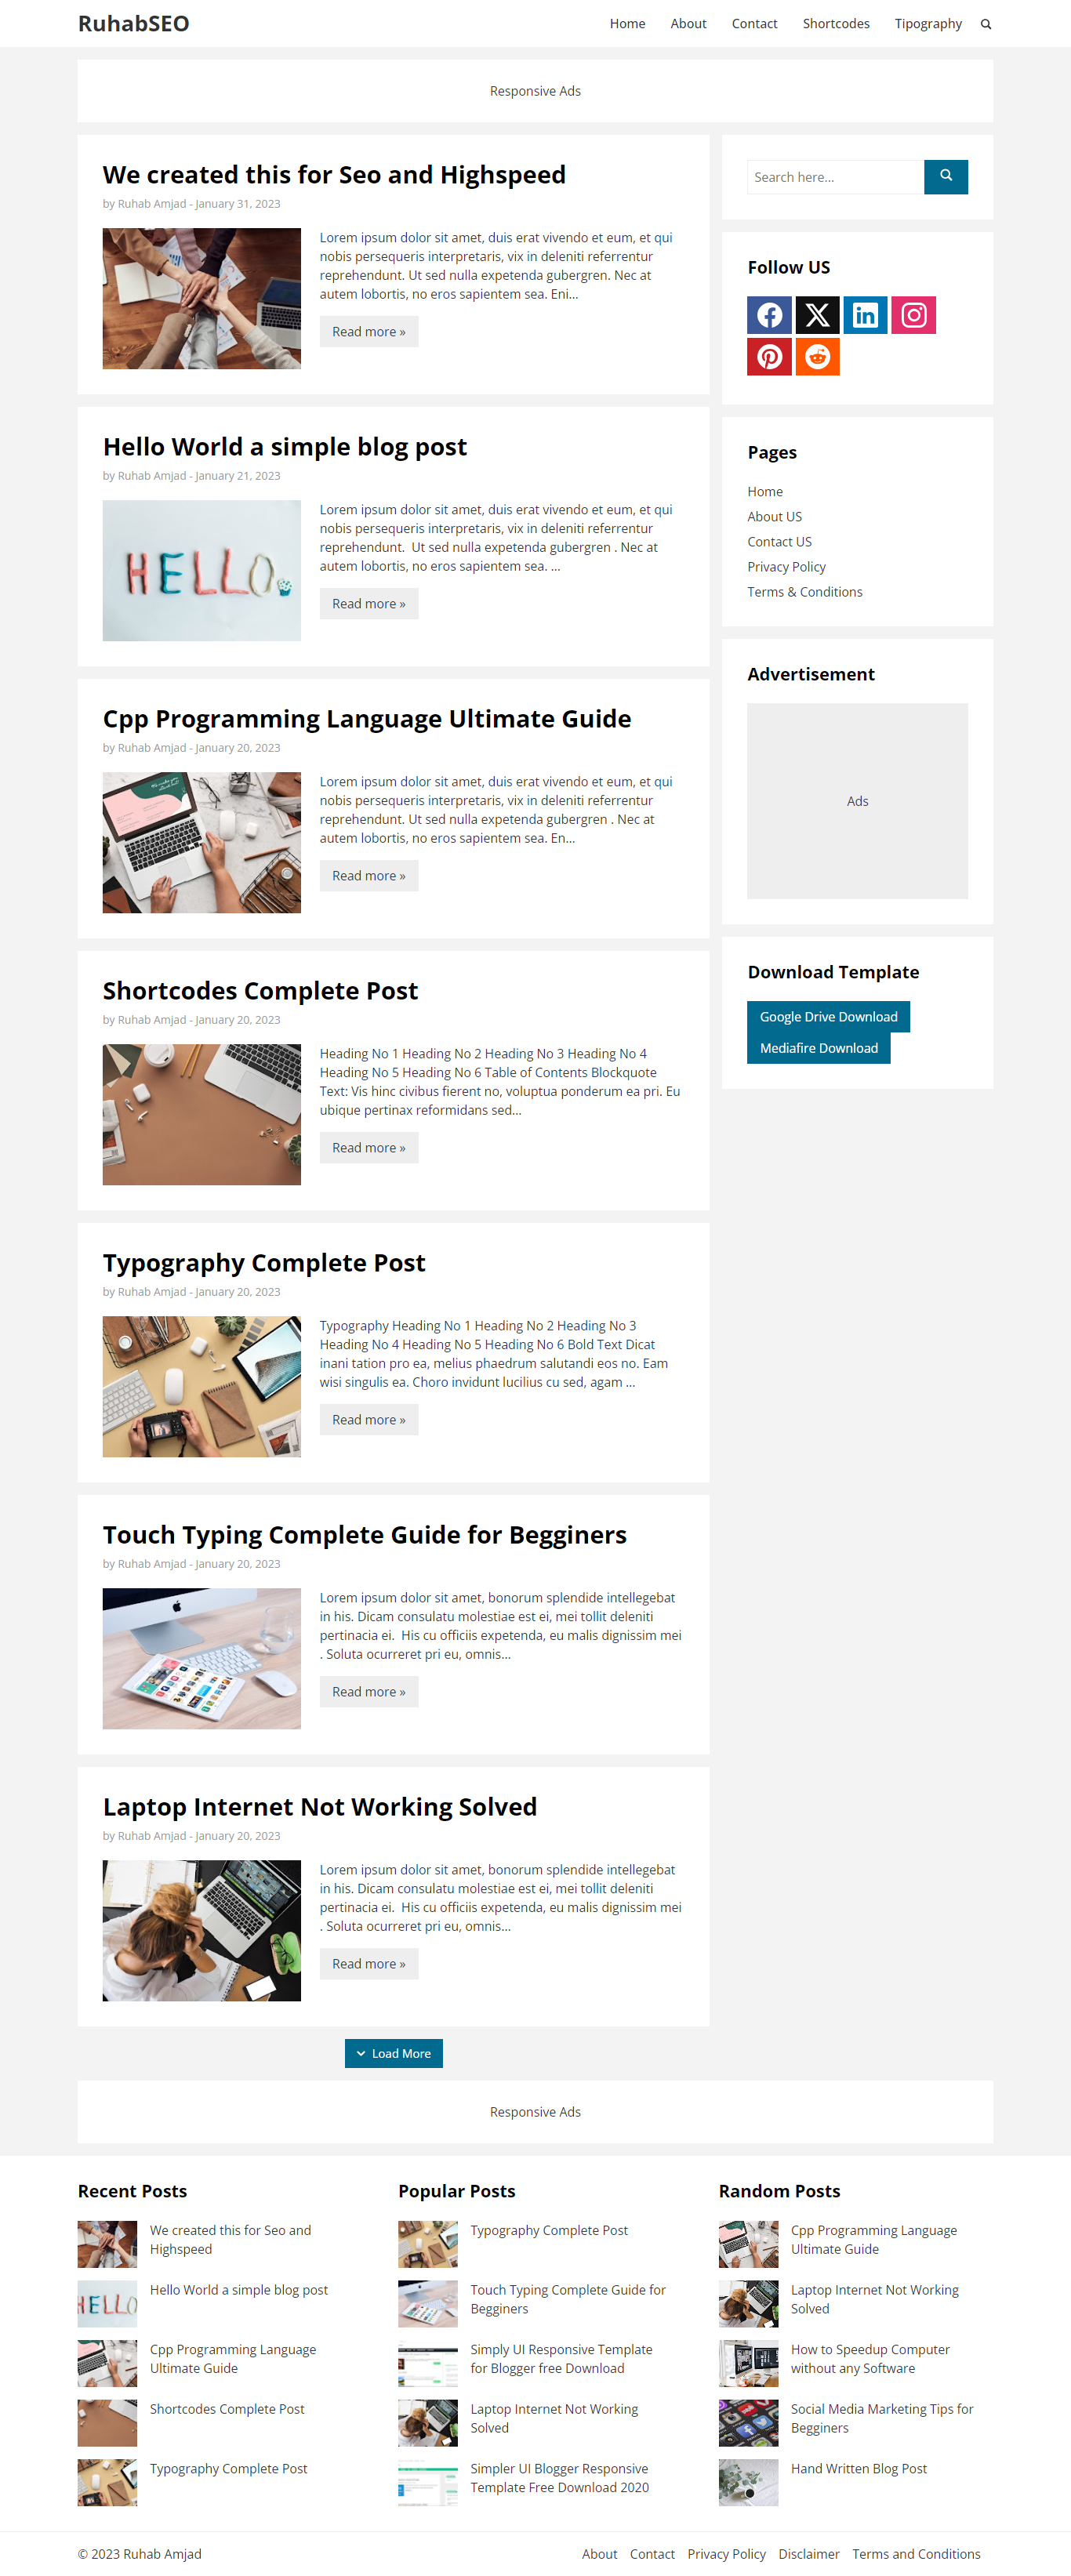 RuhabSEO
Home About Contact Shortcodes Tipography
Responsive Ads
We created this for Seo and Highspeed
by Ruhab Amjad - January 31, 2023
Lorem ipsum dolor sit amet, duis erat vivendo et eum, et qui
nobis persequeris interpretaris, vix in deleniti referrentur
reprehendunt. Ut sed nulla expetenda gubergren. Nec at
autem lobortis, no eros sapientem sea. Eni...
Read more »
Hello World a simple blog post
by Ruhab Amjad - January 21, 2023
HELLO
Lorem ipsum dolor sit amet, duis erat vivendo et eum, et qui
nobis persequeris interpretaris, vix in deleniti referrentur
reprehendunt.  Ut sed nulla expetenda gubergren . Nec at
autem lobortis, no eros sapientem sea. ...
Read more »
Cpp Programming Language Ultimate Guide
by Ruhab Amjad - January 20, 2023
Lorem ipsum dolor sit amet, duis erat vivendo et eum, et qui
nobis persequeris interpretaris, vix in deleniti referrentur
reprehendunt. Ut sed nulla expetenda gubergren . Nec at
autem lobortis, no eros sapientem sea. En...
Read more »
Shortcodes Complete Post
by Ruhab Amjad - January 20, 2023
Heading No 1 Heading No 2 Heading No 3 Heading No 4
Heading No 5 Heading No 6 Table of Contents Blockquote
Text: Vis hinc civibus fierent no, voluptua ponderum ea pri. Eu
ubique pertinax reformidans sed...
Read more »
Typography Complete Post
by Ruhab Amjad - January 20, 2023
Typography Heading No 1 Heading No 2 Heading No 3
Heading No 4 Heading No 5 Heading No 6 Bold Text Dicat
inani tation pro ea, melius phaedrum salutandi eos no. Eam
wisi singulis ea. Choro invidunt lucilius cu sed, agam ...
Read more »
Touch Typing Complete Guide for Begginers
by Ruhab Amjad - January 20, 2023
Lorem ipsum dolor sit amet, bonorum splendide intellegebat
in his. Dicam consulatu molestiae est ei, mei tollit deleniti
pertinacia ei.  His cu officiis expetenda, eu malis dignissim mei
. Soluta ocurreret pri eu, omnis...
Read more »
Laptop Internet Not Working Solved
by Ruhab Amjad - January 20, 2023
Lorem ipsum dolor sit amet, bonorum splendide intellegebat
in his. Dicam consulatu molestiae est ei, mei tollit deleniti
pertinacia ei.  His cu officiis expetenda, eu malis dignissim mei
. Soluta ocurreret pri eu, omnis...
Read more »
Load More
Search here...
Follow US
Pages
Home
About US
Contact US
Privacy Policy
Terms & Conditions
Advertisement
Ads
Download Template
Google Drive Download
Mediafire Download
Responsive Ads
Recent Posts
We created this for Seo and
Highspeed
Hello World a simple blog post
Cpp Programming Language
Ultimate Guide
Shortcodes Complete Post
Typography Complete Post
Popular Posts
Typography Complete Post
Touch Typing Complete Guide for
Begginers
Simply UI Responsive Template
for Blogger free Download
Laptop Internet Not Working
Solved
Simpler UI Blogger Responsive
Template Free Download 2020
Random Posts
Cpp Programming Language
Ultimate Guide
Laptop Internet Not Working
Solved
How to Speedup Computer
without any Software
Social Media Marketing Tips for
Begginers
Hand Written Blog Post
© 2023 Ruhab Amjad
About Contact Privacy Policy Disclaimer Terms and Conditions